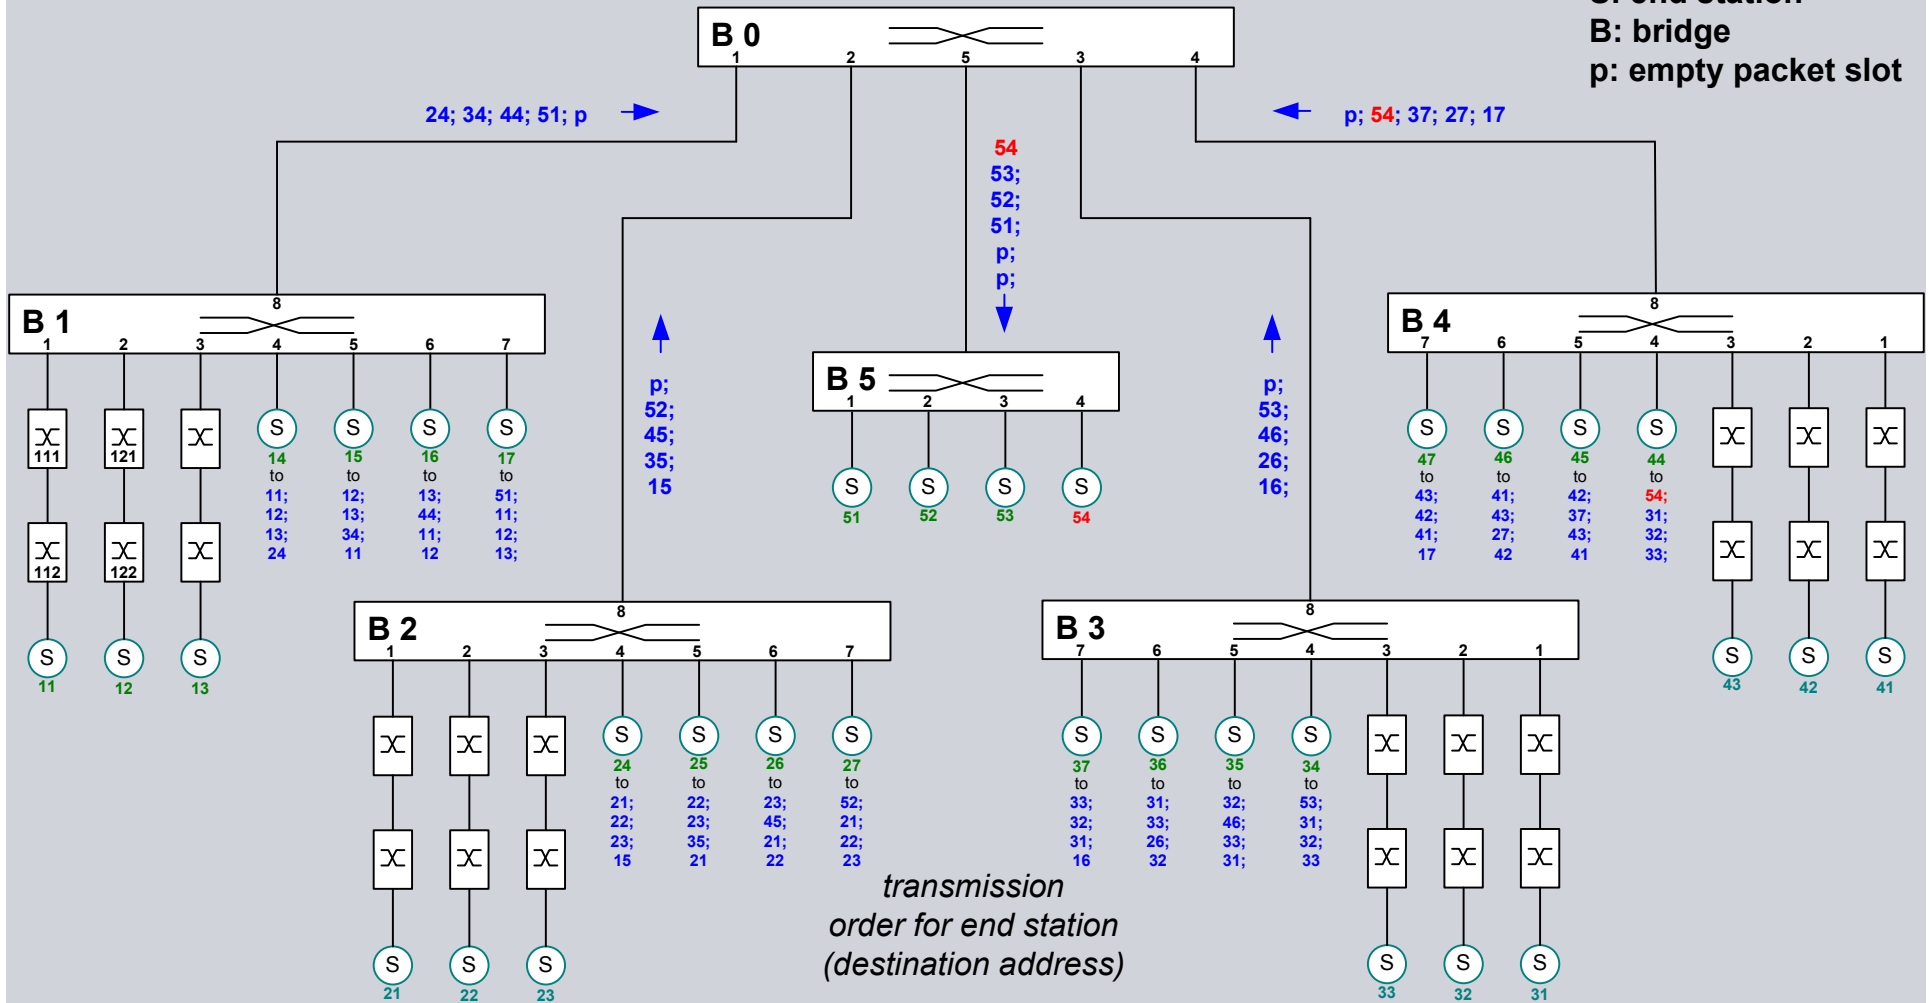 S: end station
B: bridge
p: empty packet slot
B 0
1 2 5 3 4
24; 34; 44; 51; p
p; 54; 37; 27; 17
54
53;
52;
51;
p;
p;
B 1
8
1 2 3 4 5 6 7
111 121
112 122
S S S S
14 15 16 17
to to to to
11; 12; 13; 51;
12; 13; 44; 11;
13; 34; 11; 12;
24 11 12 13;
S S S
11 12 13
p;
52;
45;
35;
15
B 5
1 2 3 4
S S S S
51 52 53 54
p;
53;
46;
26;
16;
B 4
8
7 6 5 4 3 2 1
S S S S
47 46 45 44
to to to to
43; 41; 42; 54;
42; 43; 37; 31;
41; 27; 43; 32;
17 42 41 33;
S S S
43 42 41
B 2
8
1 2 3 4 5 6 7
S S S S
24 25 26 27
to to to to
21; 22; 23; 52;
22; 23; 45; 21;
23; 35; 21; 22;
15 21 22 23
S S S
21 22 23
B 3
8
7 6 5 4 3 2 1
S S S S
37 36 35 34
to to to to
33; 31; 32; 53;
32; 33; 46; 31;
31; 26; 33; 32;
16 32 31; 33
S S S
33 32 31
transmission
order for end station
(destination address)